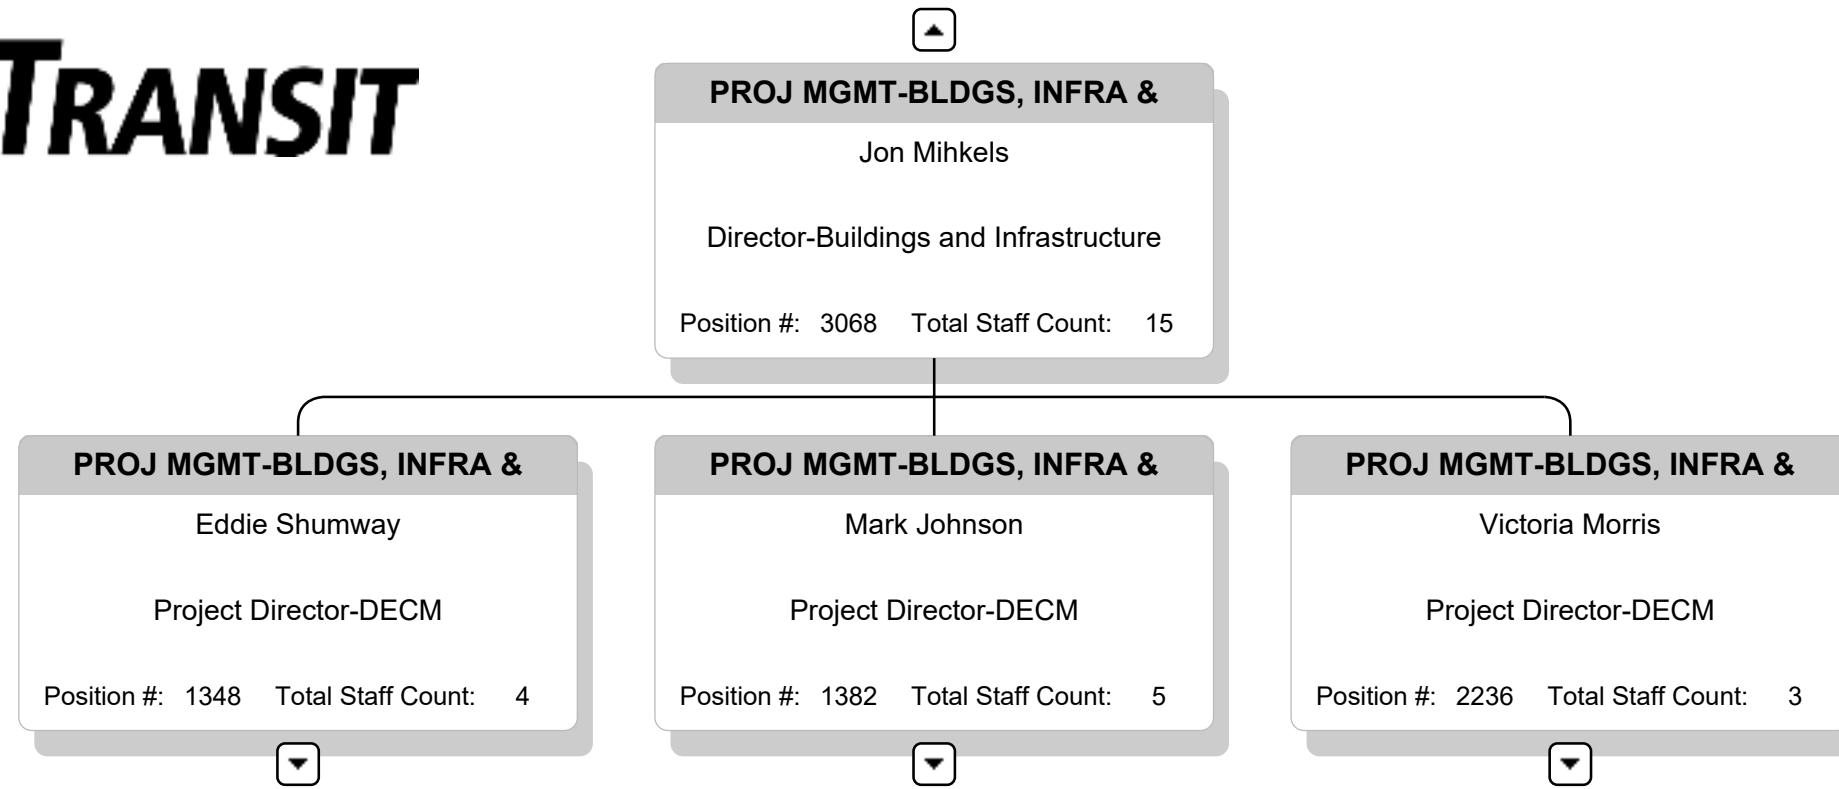 TRANSIT
PROJ MGMT-BLDGS, INFRA &
Jon Mihkels
Director-Buildings and Infrastructure
Position #: 3068 Total Staff Count: 15
PROJ MGMT-BLDGS, INFRA &
Eddie Shumway
Project Director-DECM
Position #: 1348 Total Staff Count: 4
PROJ MGMT-BLDGS, INFRA &
Mark Johnson
Project Director-DECM
Position #: 1382 Total Staff Count: 5
PROJ MGMT-BLDGS, INFRA &
Victoria Morris
Project Director-DECM
Position #: 2236 Total Staff Count: 3